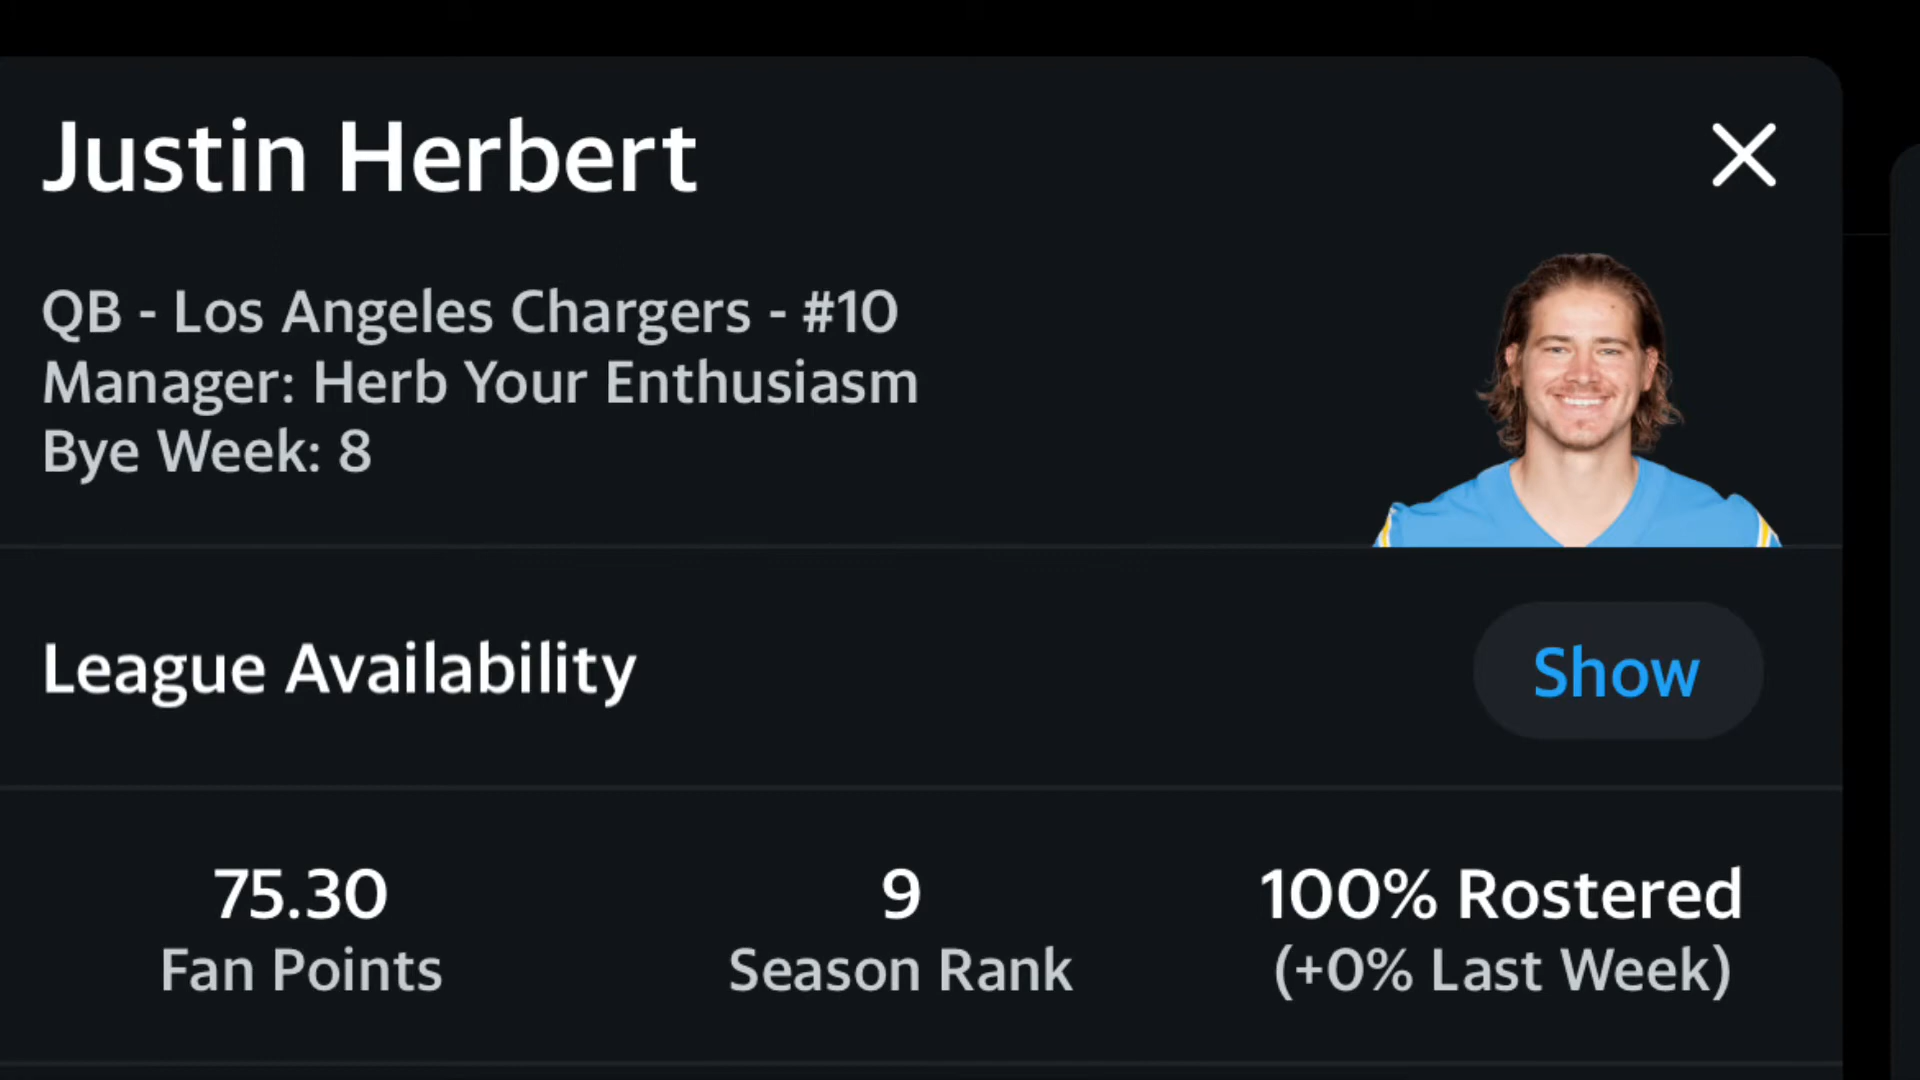 Justin Herbert
QB - Los Angeles Chargers - #10
Manager: Herb Your Enthusiasm
Bye Week: 8
League Availability
Show
75.30
Fan Points
9
Season Rank
100% Rostered
(+0% Last Week)